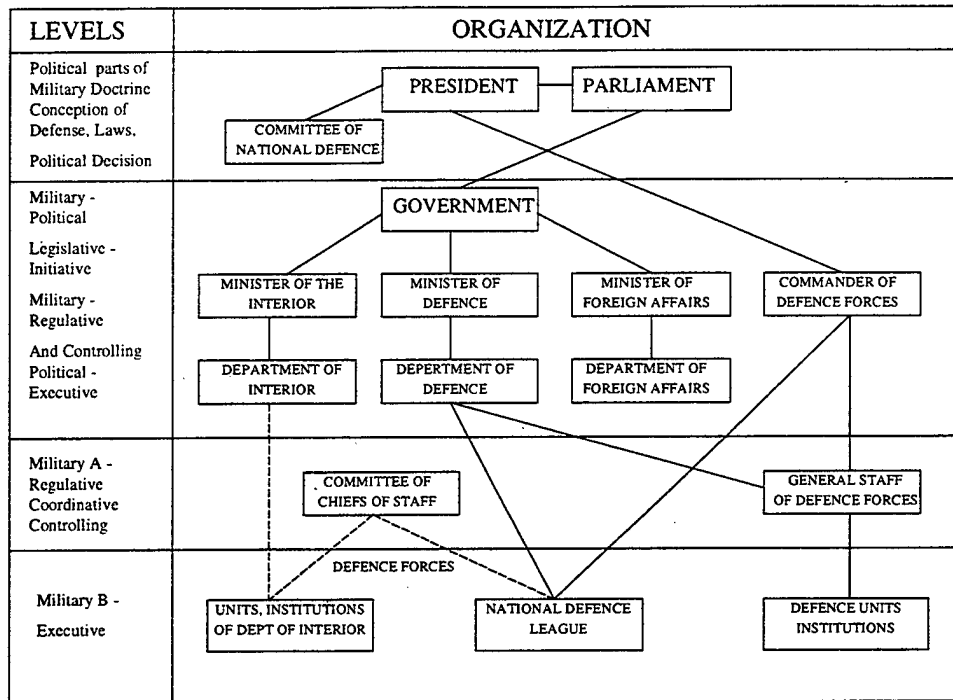 LEVELS
ORGANIZATION
Political parts of
Military Doctrine
Conception of
Defense, Laws,
Political Decision
PRESIDENT
PARLIAMENT
COMMITTEE OF
NATIONAL DEFENCE
Military -
Political
Legislative -
Initiative
Military -
Regulative
And Controlling
Political -
Executive
GOVERNMENT
MINISTER OF THE
INTERIOR
MINISTER OF
DEFENCE
MINISTER OF
FOREIGN AFFAIRS
COMMANDER OF
DEFENCE FORCES
DEPARTMENT OF
INTERIOR
DEPERTMENT OF
DEFENCE
DEPARTMENT OF
FOREIGN AFFAIRS
Military A -
Regulative
Coordinative
Controlling
COMMITTEE OF
CHIEFS OF STAFF
GENERAL STAFF
OF DEFENCE FORCES
DEFENCE FORCES
Military B -
Executive
UNITS, INSTITUTIONS
OF DEPT OF INTERIOR
NATIONAL DEFENCE
LEAGUE
DEFENCE UNITS
INSTITUTIONS